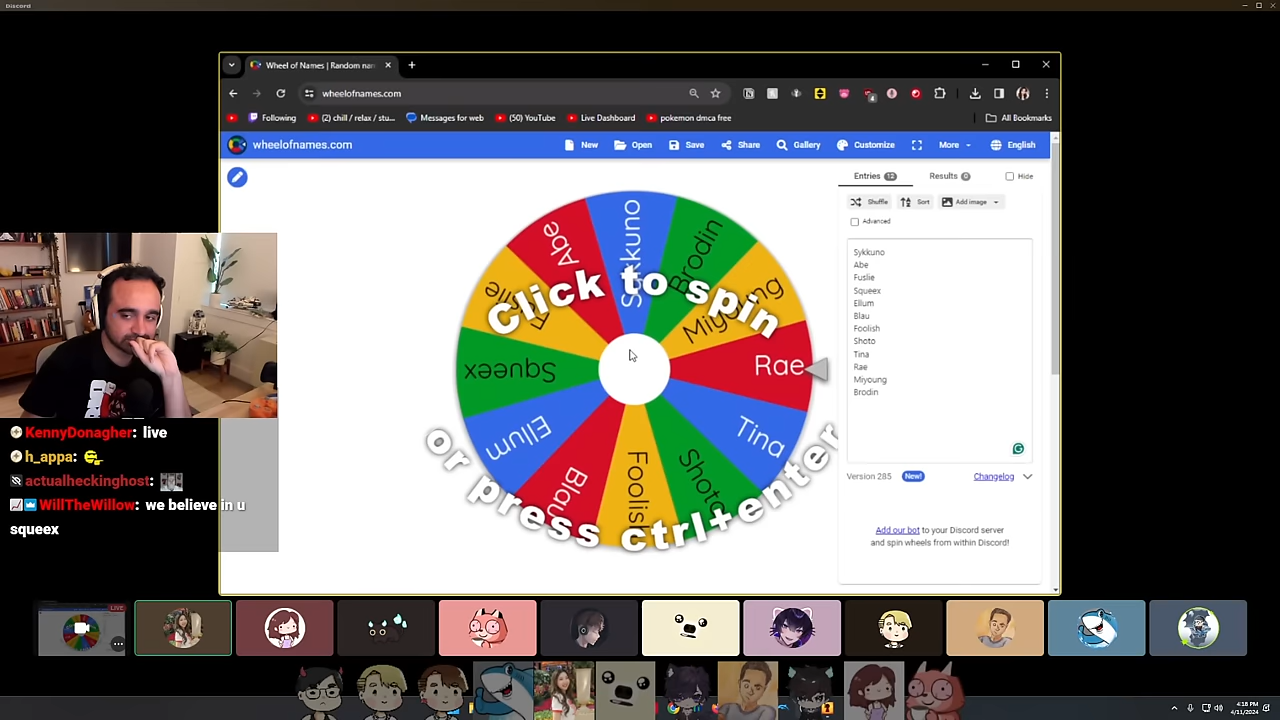 Discord
Wheel of Names | Random nam
wheelofnames.com
Following
(2) chill / relax / stu...
Messages for web
(50) YouTube
Live Dashboard
pokemon dmca free
All Bookmarks
wheelofnames.com
New
Open
Save
Share
Gallery
Customize
More
English
Entries 12
Results 0
Hide
Shuffle
Sort
Add image
Advanced
Sykkuno
Abe
Fuslie
Squeex
Ellum
Blau
Foolish
Shoto
Tina
Rae
Miyoung
Brodin
Version 285
New!
Changelog
Add our bot to your Discord server
and spin wheels from within Discord!
Click to spin
or press ctrl+enter
Abe
Sykkuno
Brodin
Miyoung
Rae
Tina
Shoto
Foolish
Blau
Ellum
Squeex
KennyDonagher: live
h_appa:
actualheckinghost:
WillTheWillow: we believe in u
squeex
LIVE
4:18 PM
4/11/2024